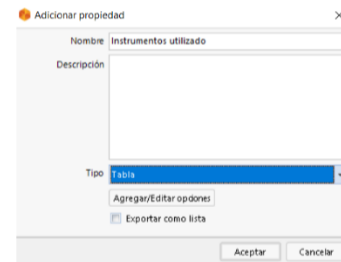 Adicionar propiedad
Nombre Instrumentos utilizado
Descripción
Tipo Tabla
Agregar/Editar opciones
Exportar como lista
Aceptar Cancelar